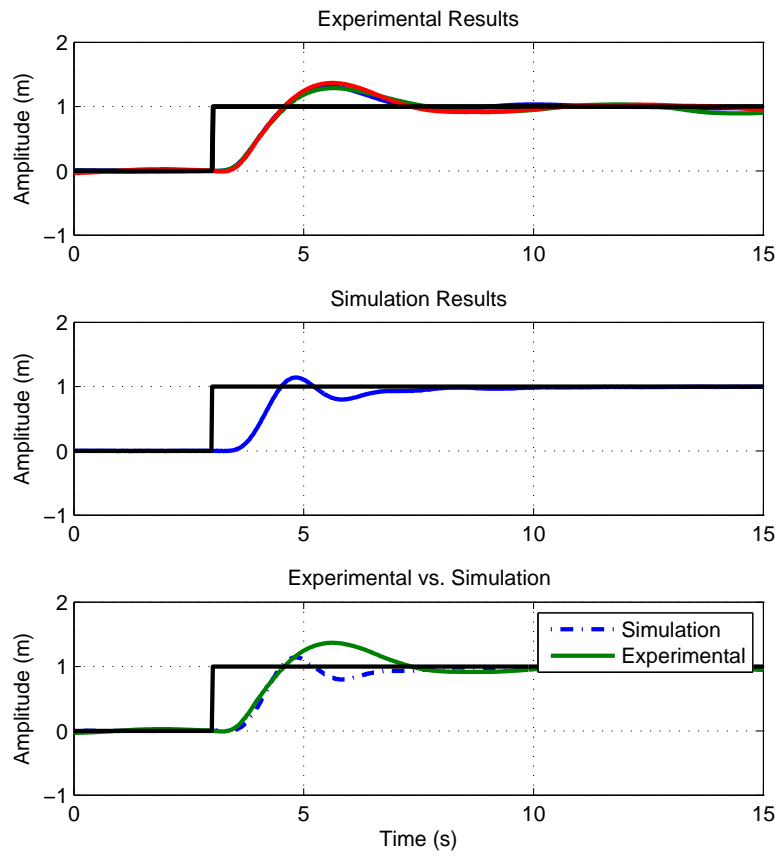 Experimental Results
Amplitude (m)
2
1
0
−1
0 5 10 15
Simulation Results
Amplitude (m)
2
1
0
−1
0 5 10 15
Experimental vs. Simulation
Amplitude (m)
2
1
0
−1
Simulation
Experimental
0 5 10 15
Time (s)